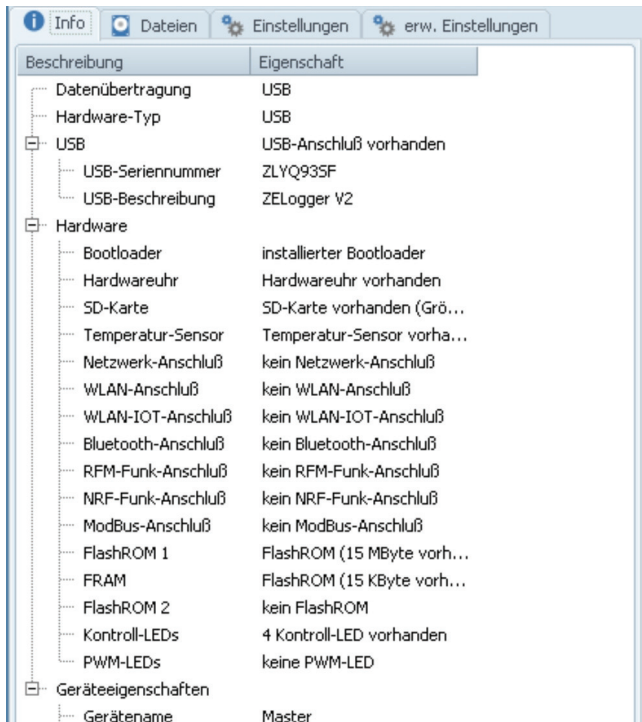 Info Dateien Einstellungen erw. Einstellungen
Beschreibung Eigenschaft
Datenübertragung USB
Hardware-Typ USB
USB USB-Anschluß vorhanden
USB-Seriennummer ZLYQ93SF
USB-Beschreibung ZELogger V2
Hardware
Bootloader installierter Bootloader
Hardwareuhr Hardwareuhr vorhanden
SD-Karte SD-Karte vorhanden (Grö...
Temperatur-Sensor Temperatur-Sensor vorha...
Netzwerk-Anschluß kein Netzwerk-Anschluß
WLAN-Anschluß kein WLAN-Anschluß
WLAN-IOT-Anschluß kein WLAN-IOT-Anschluß
Bluetooth-Anschluß kein Bluetooth-Anschluß
RFM-Funk-Anschluß kein RFM-Funk-Anschluß
NRF-Funk-Anschluß kein NRF-Funk-Anschluß
ModBus-Anschluß kein ModBus-Anschluß
FlashROM 1 FlashROM (15 MByte vorh...
FRAM FlashROM (15 KByte vorh...
FlashROM 2 kein FlashROM
Kontroll-LEDs 4 Kontroll-LED vorhanden
PWM-LEDs keine PWM-LED
Geräteeigenschaften
Gerätename Master